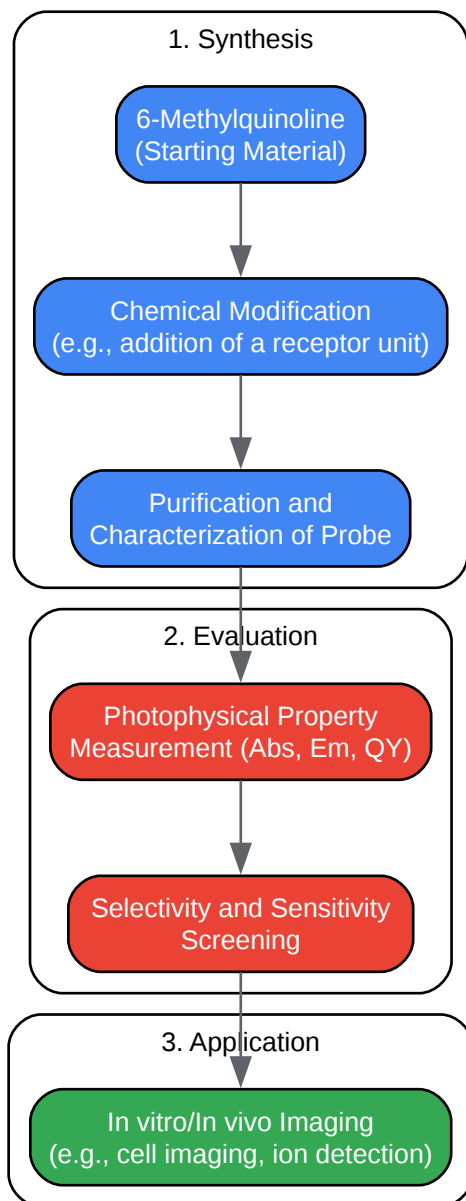 1. Synthesis
6-Methylquinoline
(Starting Material)
Chemical Modification
(e.g., addition of a receptor unit)
Purification and
Characterization of Probe
2. Evaluation
Photophysical Property
Measurement (Abs, Em, QY)
Selectivity and Sensitivity
Screening
3. Application
In vitro/In vivo Imaging
(e.g., cell imaging, ion detection)